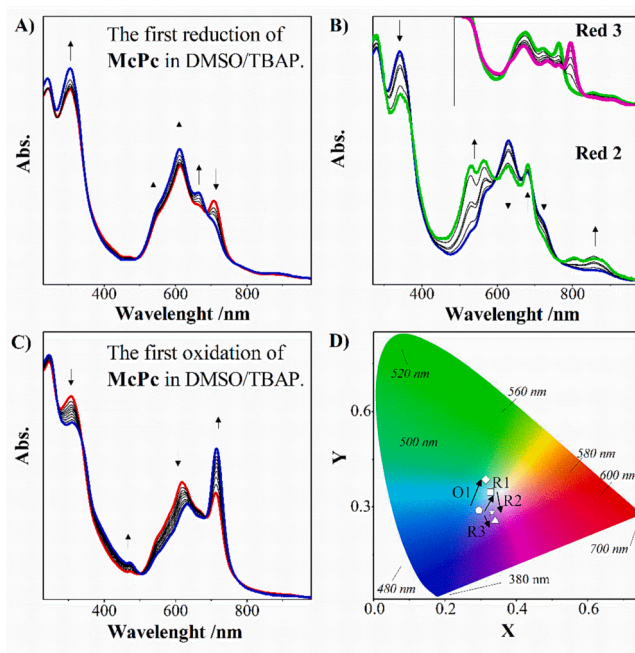 A)
The first reduction of
McPc in DMSO/TBAP.
Abs.
400 600 800
Wavelenght /nm
B)
Red 3
Red 2
Abs.
400 600 800
Wavelenght /nm
C)
The first oxidation of
McPc in DMSO/TBAP.
Abs.
400 600 800
Wavelenght /nm
D)
520 nm
560 nm
500 nm
580 nm
600 nm
O1
R1
R2
R3
700 nm
480 nm
380 nm
0.6
0.3
Y
0.0 0.2 0.4 0.6
X